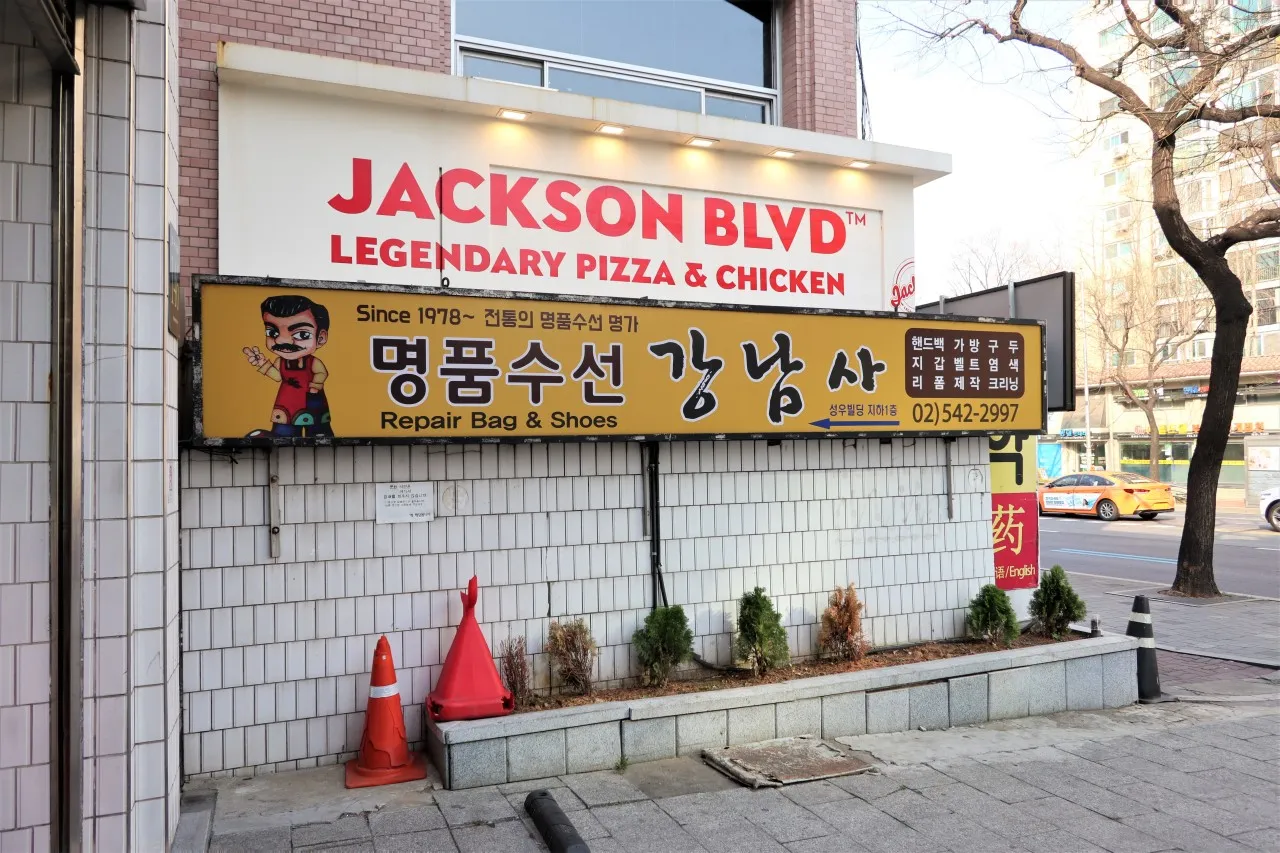 JACKSON BLVD™
LEGENDARY PIZZA & CHICKEN
Since 1978~ 전통의 명품수선 명가
명품수선 강남사
Repair Bag & Shoes
성우빌딩 지하1층
핸드백 가방 구두
지갑 벨트 염색
리폼 제작 크리닝
02)542-2997
약
药
语/English